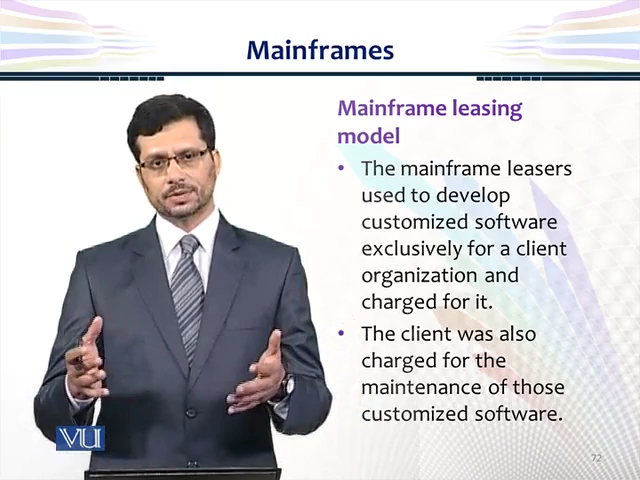 Mainframes
Mainframe leasing
model
• The mainframe leasers
used to develop
customized software
exclusively for a client
organization and
charged for it.
• The client was also
charged for the
maintenance of those
customized software.
VU
72